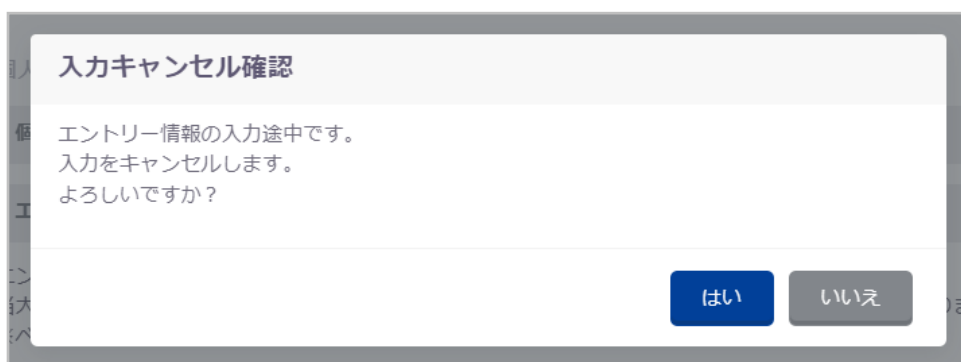 入力キャンセル確認
エントリー情報の入力途中です。
入力をキャンセルします。
よろしいですか？
はい
いいえ